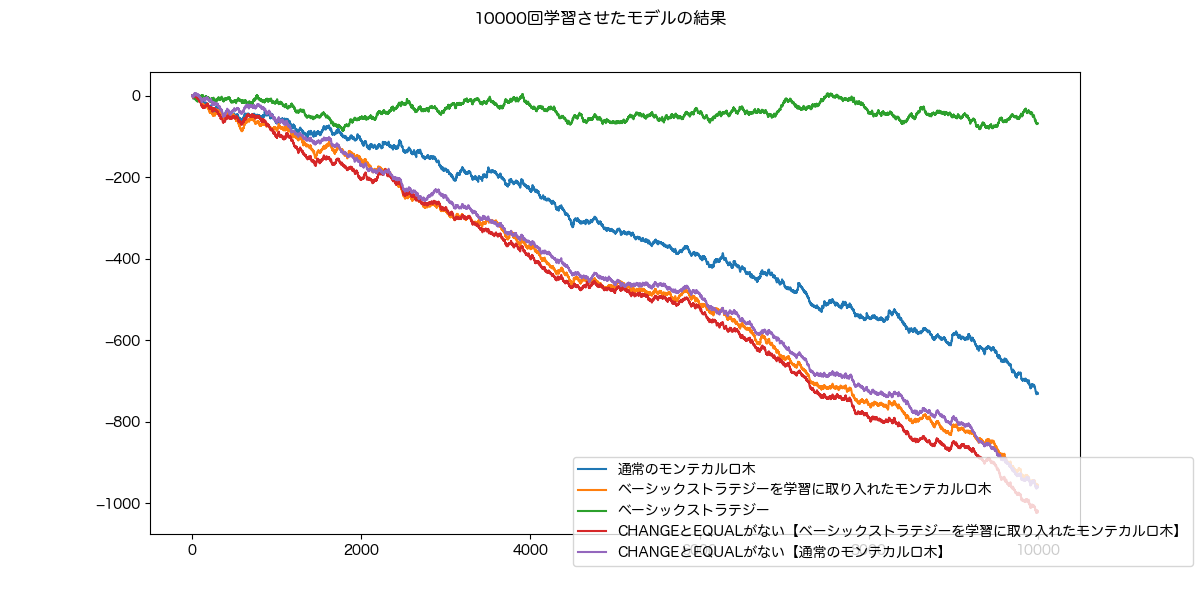 10000回学習させたモデルの結果
0
−200
−400
−600
−800
−1000
通常のモンテカルロ木
ベーシックストラテジーを学習に取り入れたモンテカルロ木
ベーシックストラテジー
CHANGEとEQUALがない【ベーシックストラテジーを学習に取り入れたモンテカルロ木】
CHANGEとEQUALがない【通常のモンテカルロ木】
0 2000 4000 6000 8000 10000